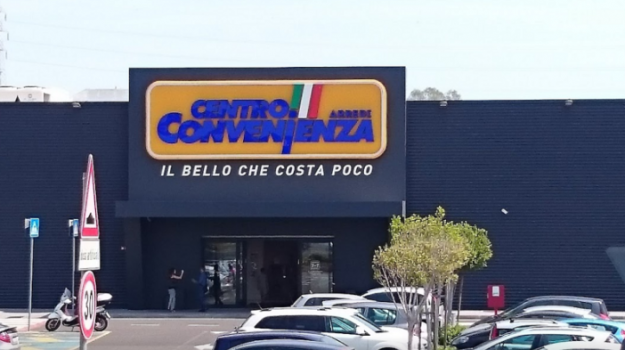 CENTRO
ARREDI
CONVENIENZA
IL BELLO CHE COSTA POCO
30